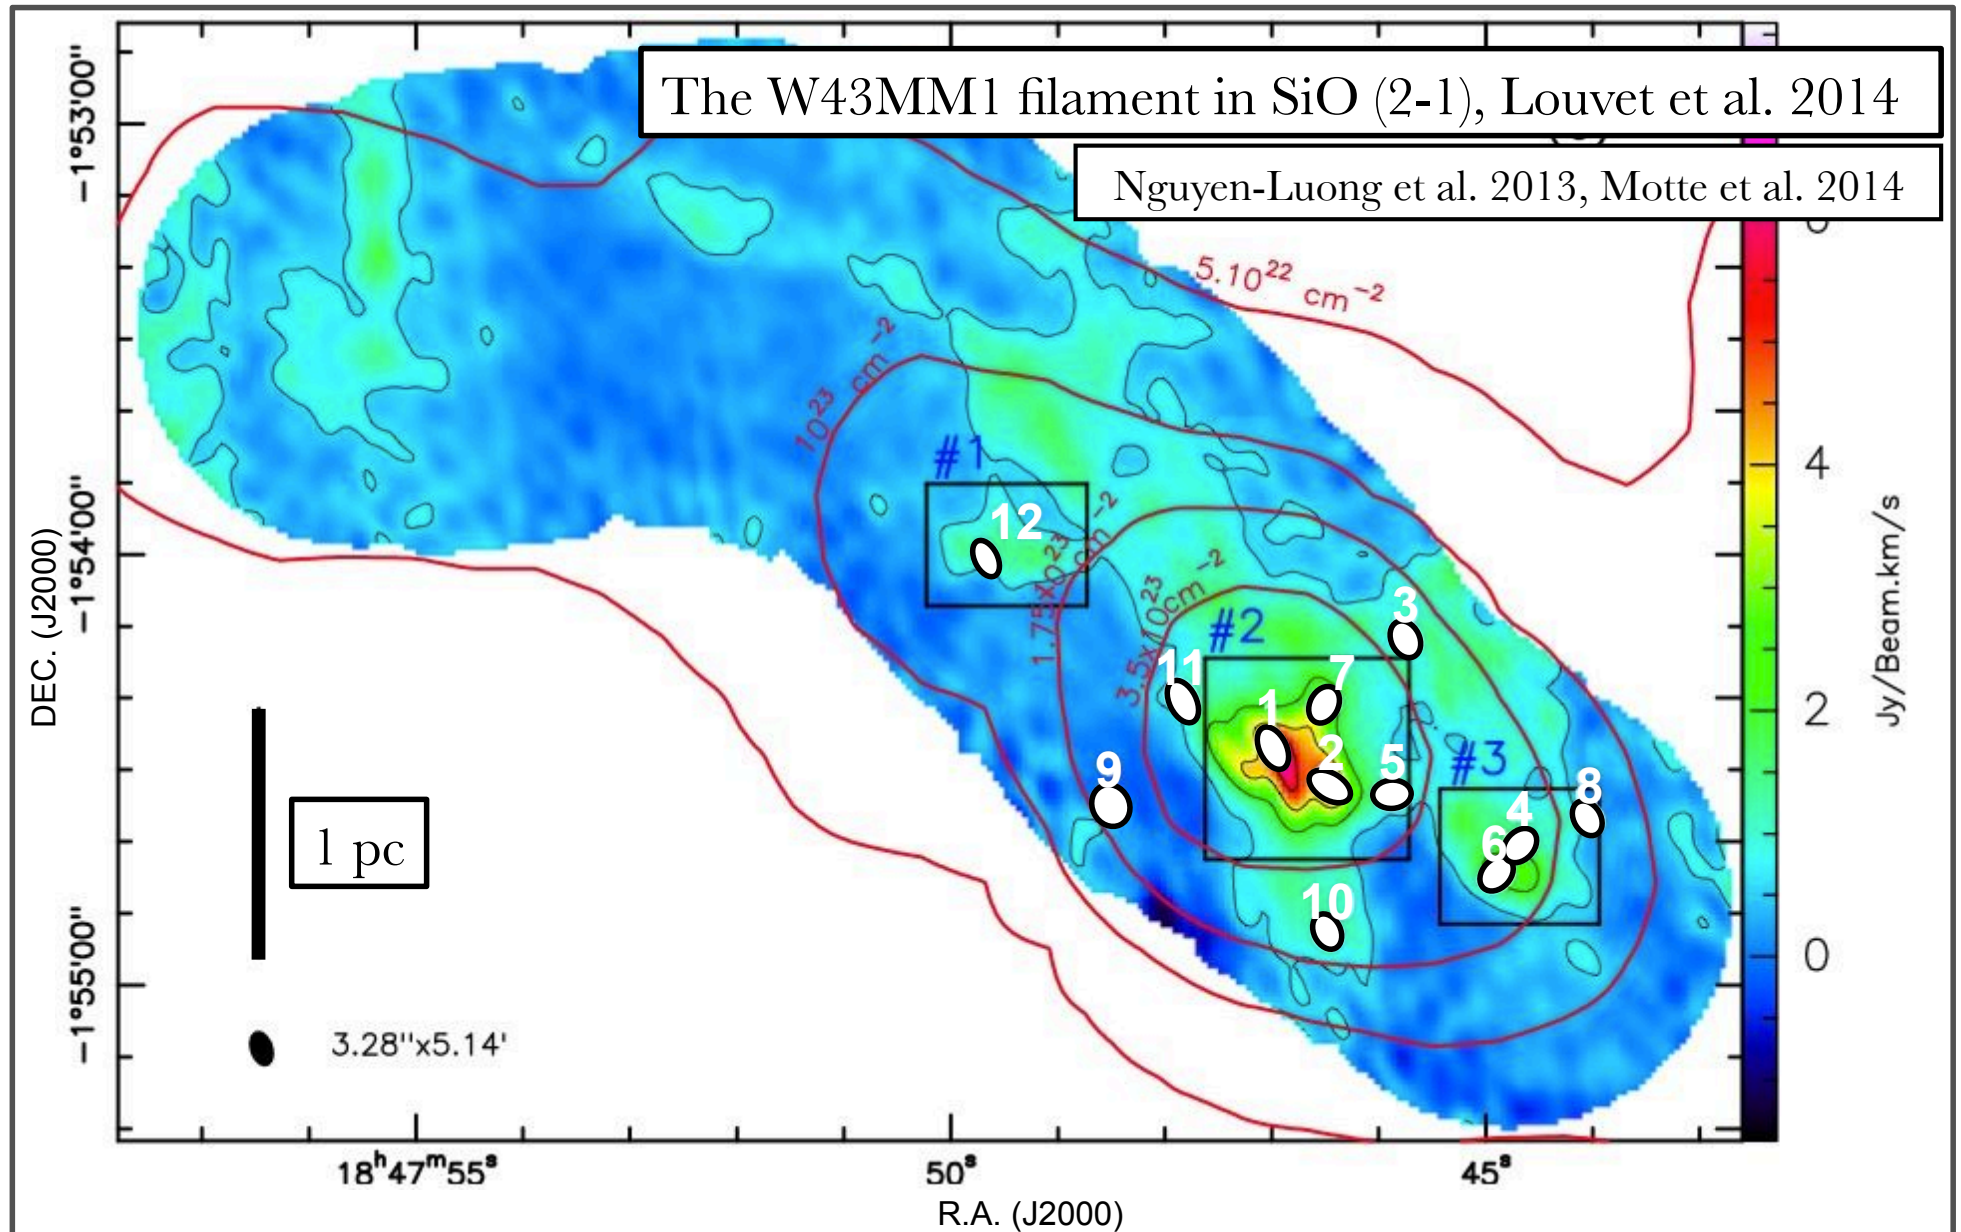 The W43MM1 filament in SiO (2-1), Louvet et al. 2014
Nguyen-Luong et al. 2013, Motte et al. 2014
−1°53'00"
−1°54'00"
−1°55'00"
DEC. (J2000)
5.10²² cm⁻²
10²³ cm⁻²
1.75x10²³ cm⁻²
3.5x10²³cm⁻²
#1
12
#2
3
11
7
1
2
5
9
#3
8
4
6
10
1 pc
3.28''x5.14'
4
2
0
Jy/Beam.km/s
18ʰ47ᵐ55ˢ
50ˢ
45ˢ
R.A. (J2000)